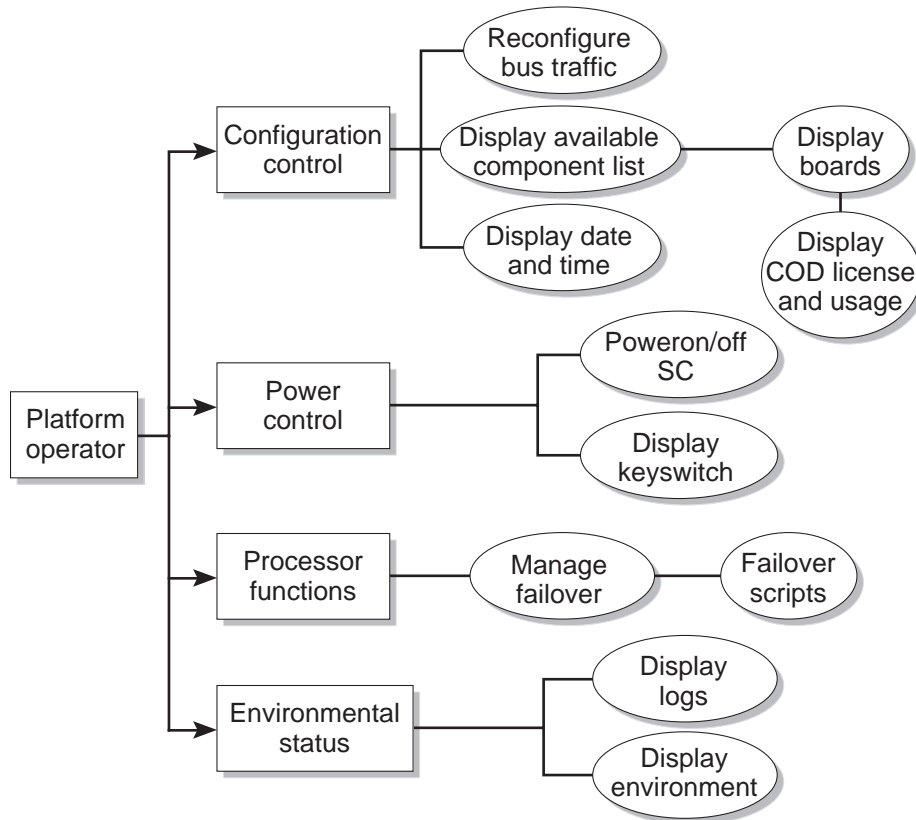 Reconfigure
bus traffic
Configuration
control
Display available
component list
Display
boards
Display date
and time
Display
COD license
and usage
Platform
operator
Power
control
Poweron/off
SC
Display
keyswitch
Processor
functions
Manage
failover
Failover
scripts
Environmental
status
Display
logs
Display
environment